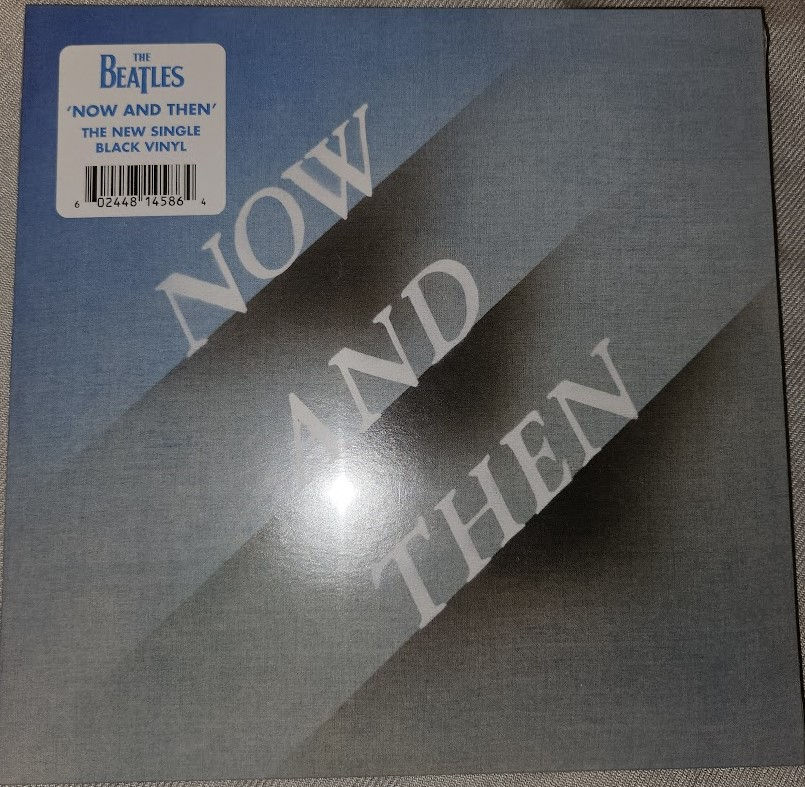 THE
BEATLES
'NOW AND THEN'
THE NEW SINGLE
BLACK VINYL
6 02448 14586 4
NOW
AND
THEN